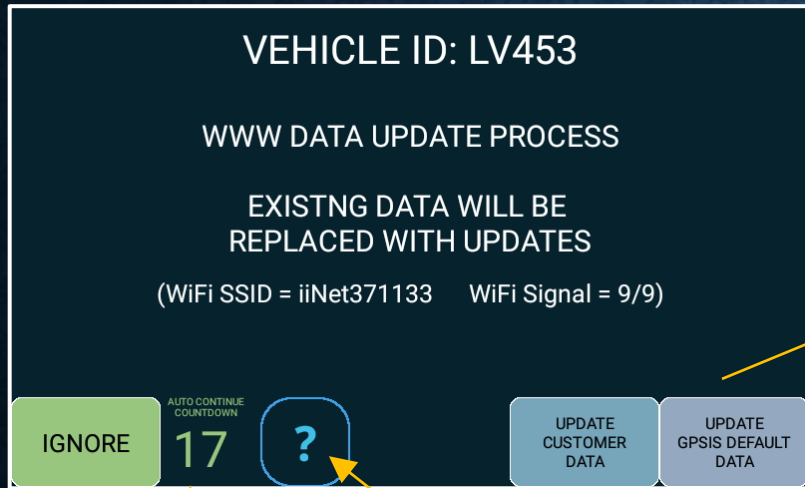 VEHICLE ID: LV453
WWW DATA UPDATE PROCESS
EXISTNG DATA WILL BE
REPLACED WITH UPDATES
(WiFi SSID = iiNet371133 WiFi Signal = 9/9)
IGNORE
AUTO CONTINUE
COUNTDOWN
17
?
UPDATE
CUSTOMER
DATA
UPDATE
GPSIS DEFAULT
DATA